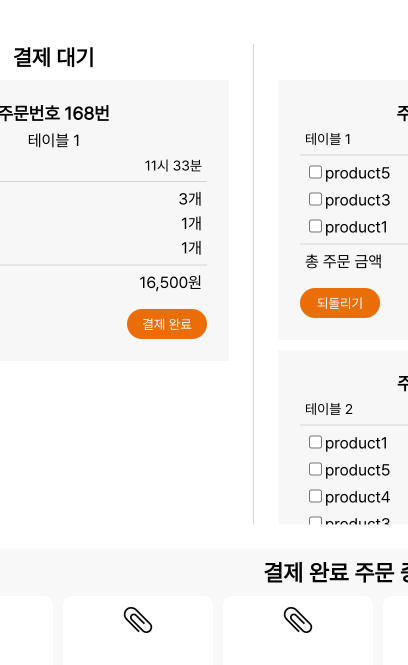 결제 대기
주문번호 168번
테이블 1
11시 33분
3개
1개
1개
16,500원
결제 완료
테이블 1
product5
product3
product1
총 주문 금액
되돌리기
테이블 2
product1
product5
product4
product3
결제 완료 주문